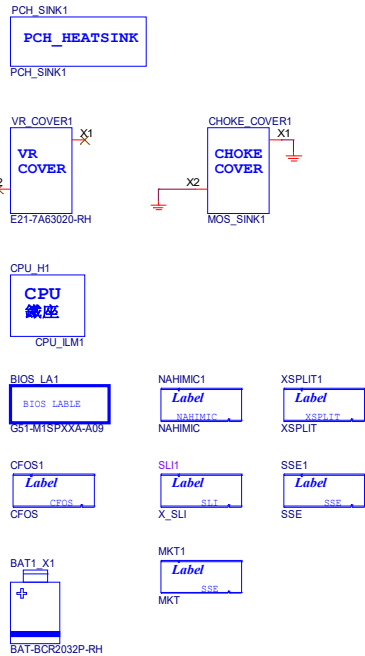 PCH_SINK1
PCH_HEATSINK
PCH_SINK1
VR_COVER1
X1
VR
COVER
E21-7A63020-RH
CHOKE_COVER1
X1
CHOKE
COVER
X2
MOS_SINK1
CPU_H1
CPU
鐵座
CPU_ILM1
BIOS_LA1
BIOS LABLE
G51-M1SPXXA-A09
NAHIMIC1
Label
NAHIMIC
NAHIMIC
XSPLIT1
Label
XSPLIT
XSPLIT
CFOS1
Label
CFOS
CFOS
SLI1
Label
SLI
X_SLI
SSE1
Label
SSE
SSE
BAT1_X1
BAT-BCR2032P-RH
MKT1
Label
SSE
MKT